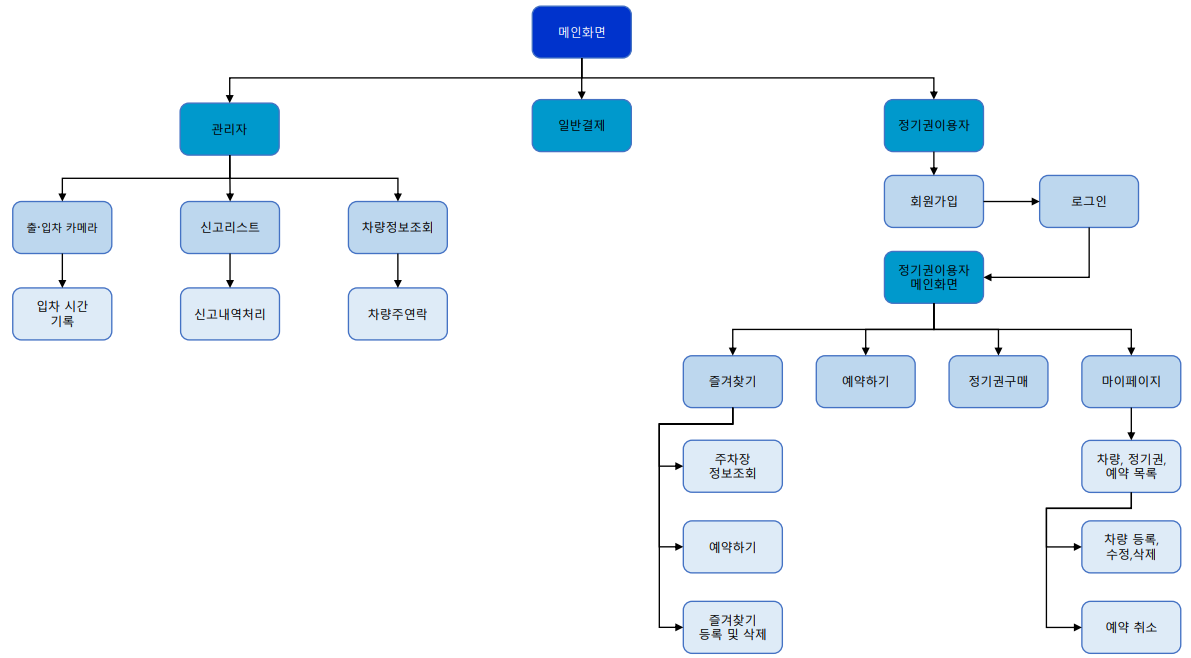 메인화면
관리자
일반결제
정기권이용자
회원가입
로그인
출·입차 카메라
신고리스트
차량정보조회
정기권이용자
메인화면
입차 시간
기록
신고내역처리
차량주연락
즐겨찾기
예약하기
정기권구매
마이페이지
주차장
정보조회
차량, 정기권,
예약 목록
예약하기
차량 등록,
수정,삭제
즐겨찾기
등록 및 삭제
예약 취소